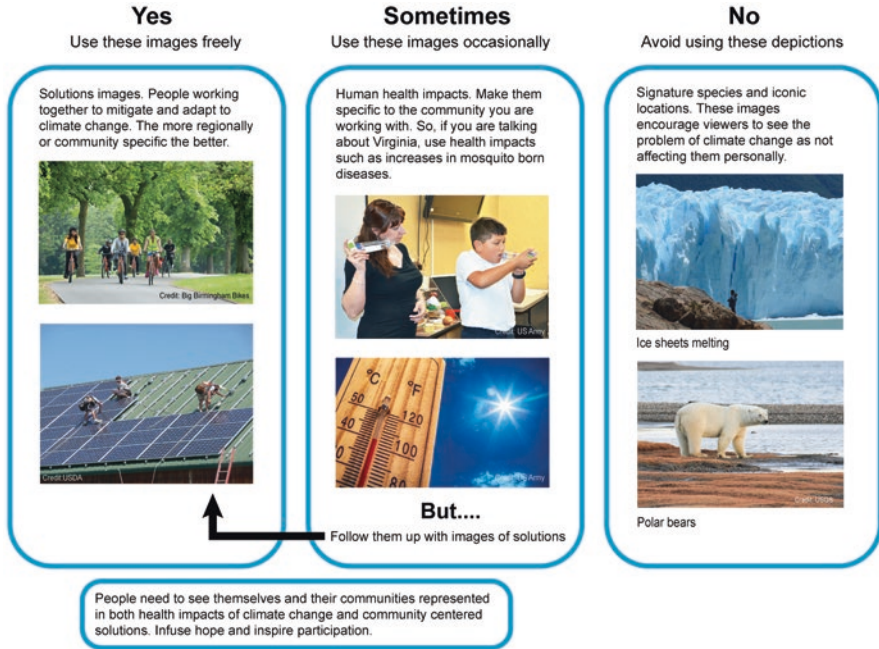 Yes
Use these images freely
Solutions images. People working
together to mitigate and adapt to
climate change. The more regionally
or community specific the better.
Credit: Big Birmingham Bikes
Credit:USDA
Sometimes
Use these images occasionally
Human health impacts. Make them
specific to the community you are
working with. So, if you are talking
about Virginia, use health impacts
such as increases in mosquito born
diseases.
Credit: US Army
°C °F
50 120
40 100
80
But....
Follow them up with images of solutions
No
Avoid using these depictions
Signature species and iconic
locations. These images
encourage viewers to see the
problem of climate change as not
affecting them personally.
Ice sheets melting
Polar bears
People need to see themselves and their communities represented
in both health impacts of climate change and community centered
solutions. Infuse hope and inspire participation.